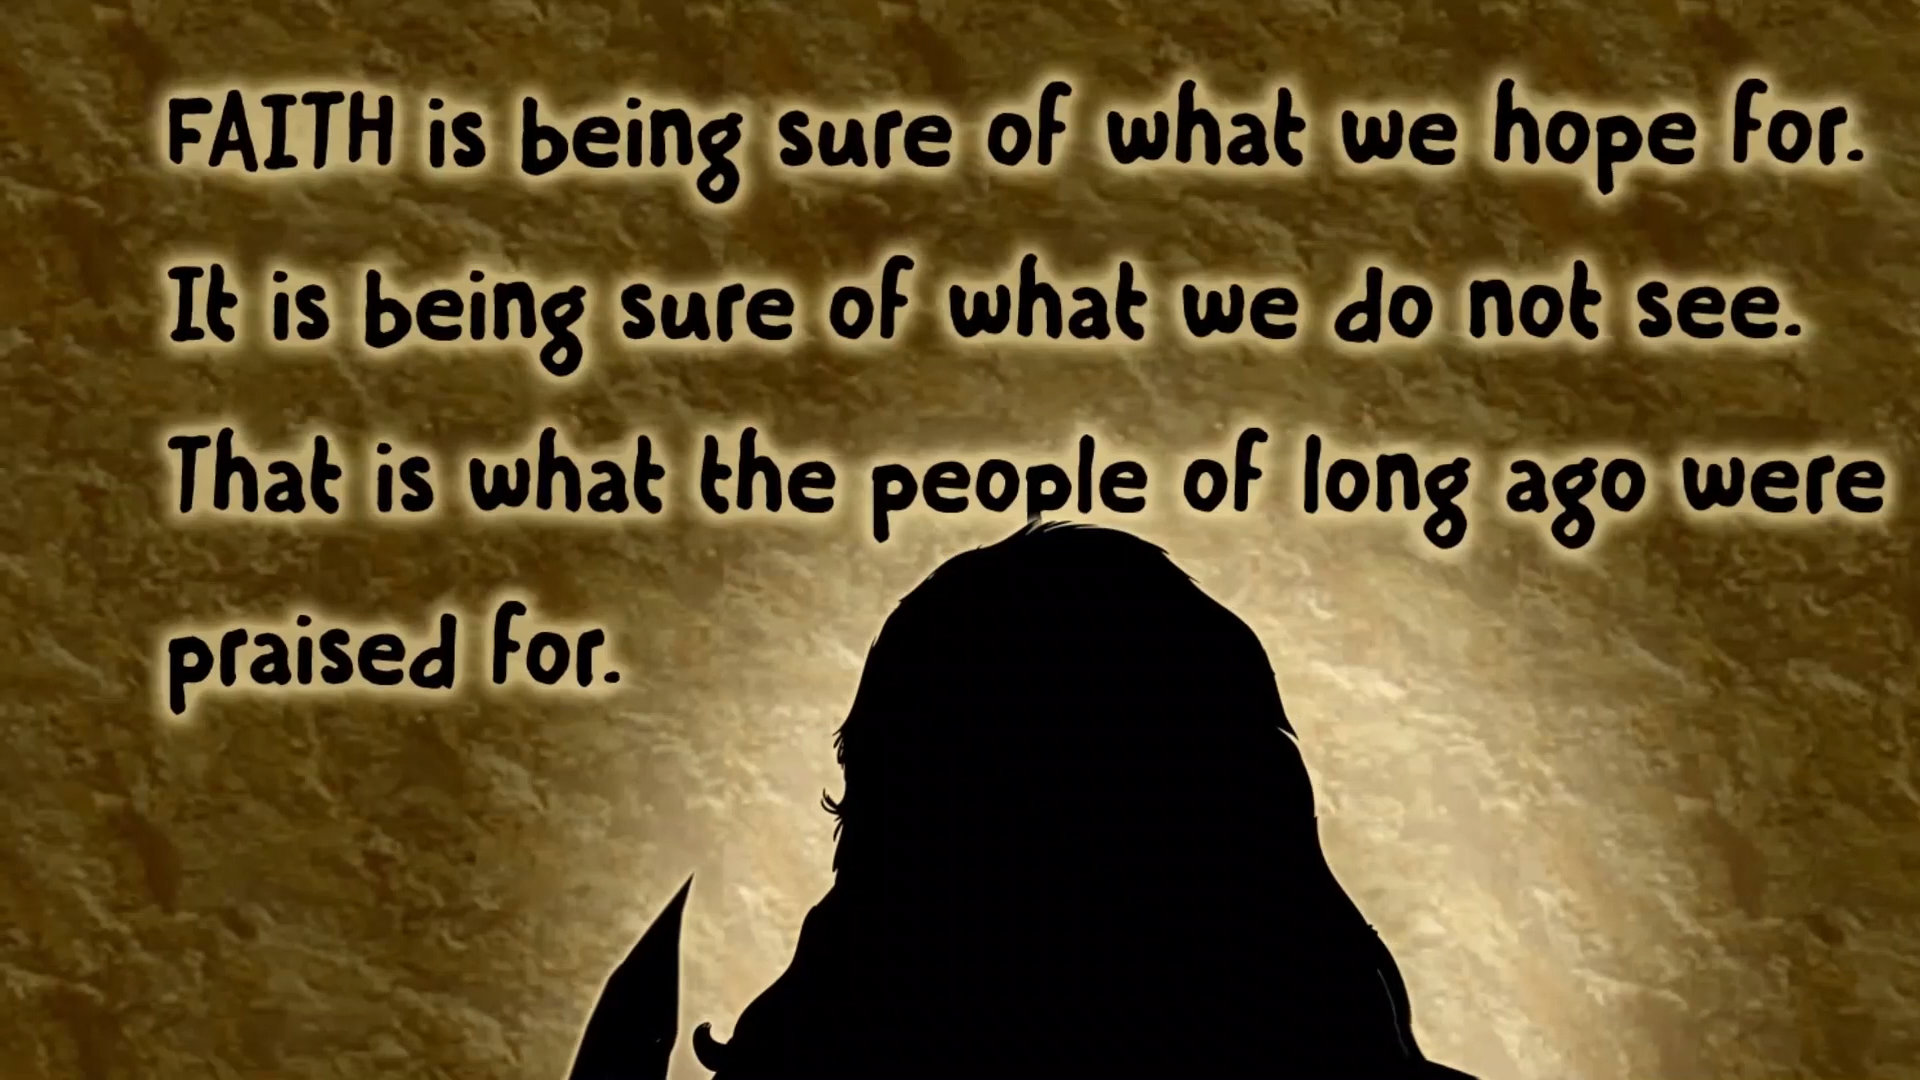 FAITH is being sure of what we hope for.
It is being sure of what we do not see.
That is what the people of long ago were
praised for.